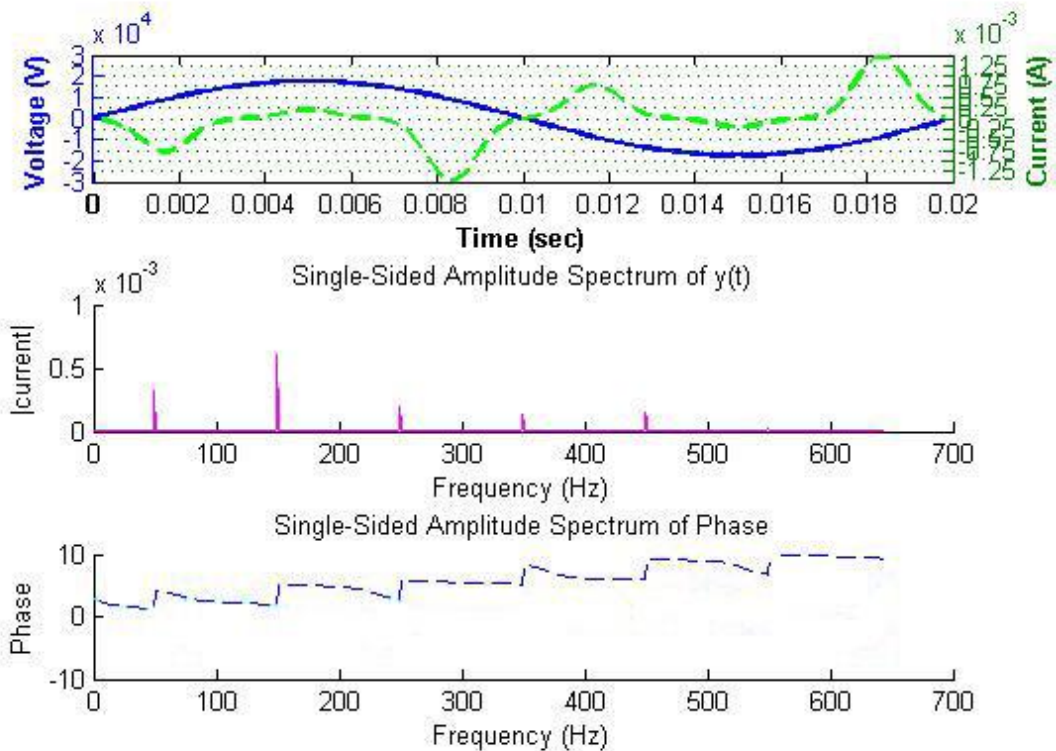 x 10^4
x 10^-3
Voltage (V)
3
2
1
0
-1
-2
-3
1.25
0.75
0.25
-0.25
-0.75
-1.25
Current (A)
0 0.002 0.004 0.006 0.008 0.01 0.012 0.014 0.016 0.018 0.02
Time (sec)
Single-Sided Amplitude Spectrum of y(t)
x 10^-3
|current|
1
0.5
0
0 100 200 300 400 500 600 700
Frequency (Hz)
Single-Sided Amplitude Spectrum of Phase
Phase
10
0
-10
0 100 200 300 400 500 600 700
Frequency (Hz)